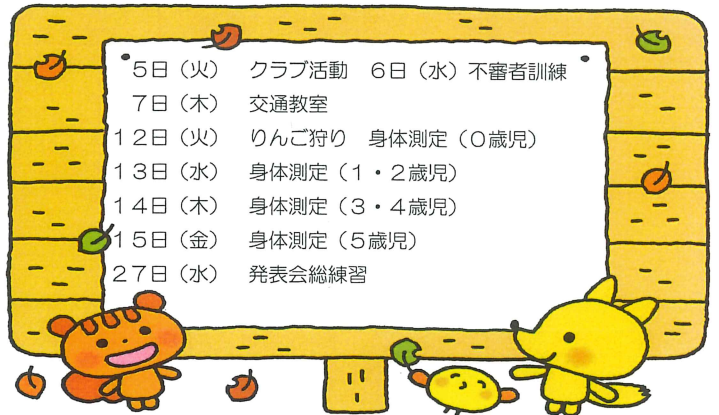 5日（火）　クラブ活動　6日（水）不審者訓練
7日（木）　交通教室
１２日（火）　りんご狩り　身体測定（０歳児）
１３日（水）　身体測定（１・２歳児）
１４日（木）　身体測定（３・４歳児）
１５日（金）　身体測定（５歳児）
２７日（水）　発表会総練習